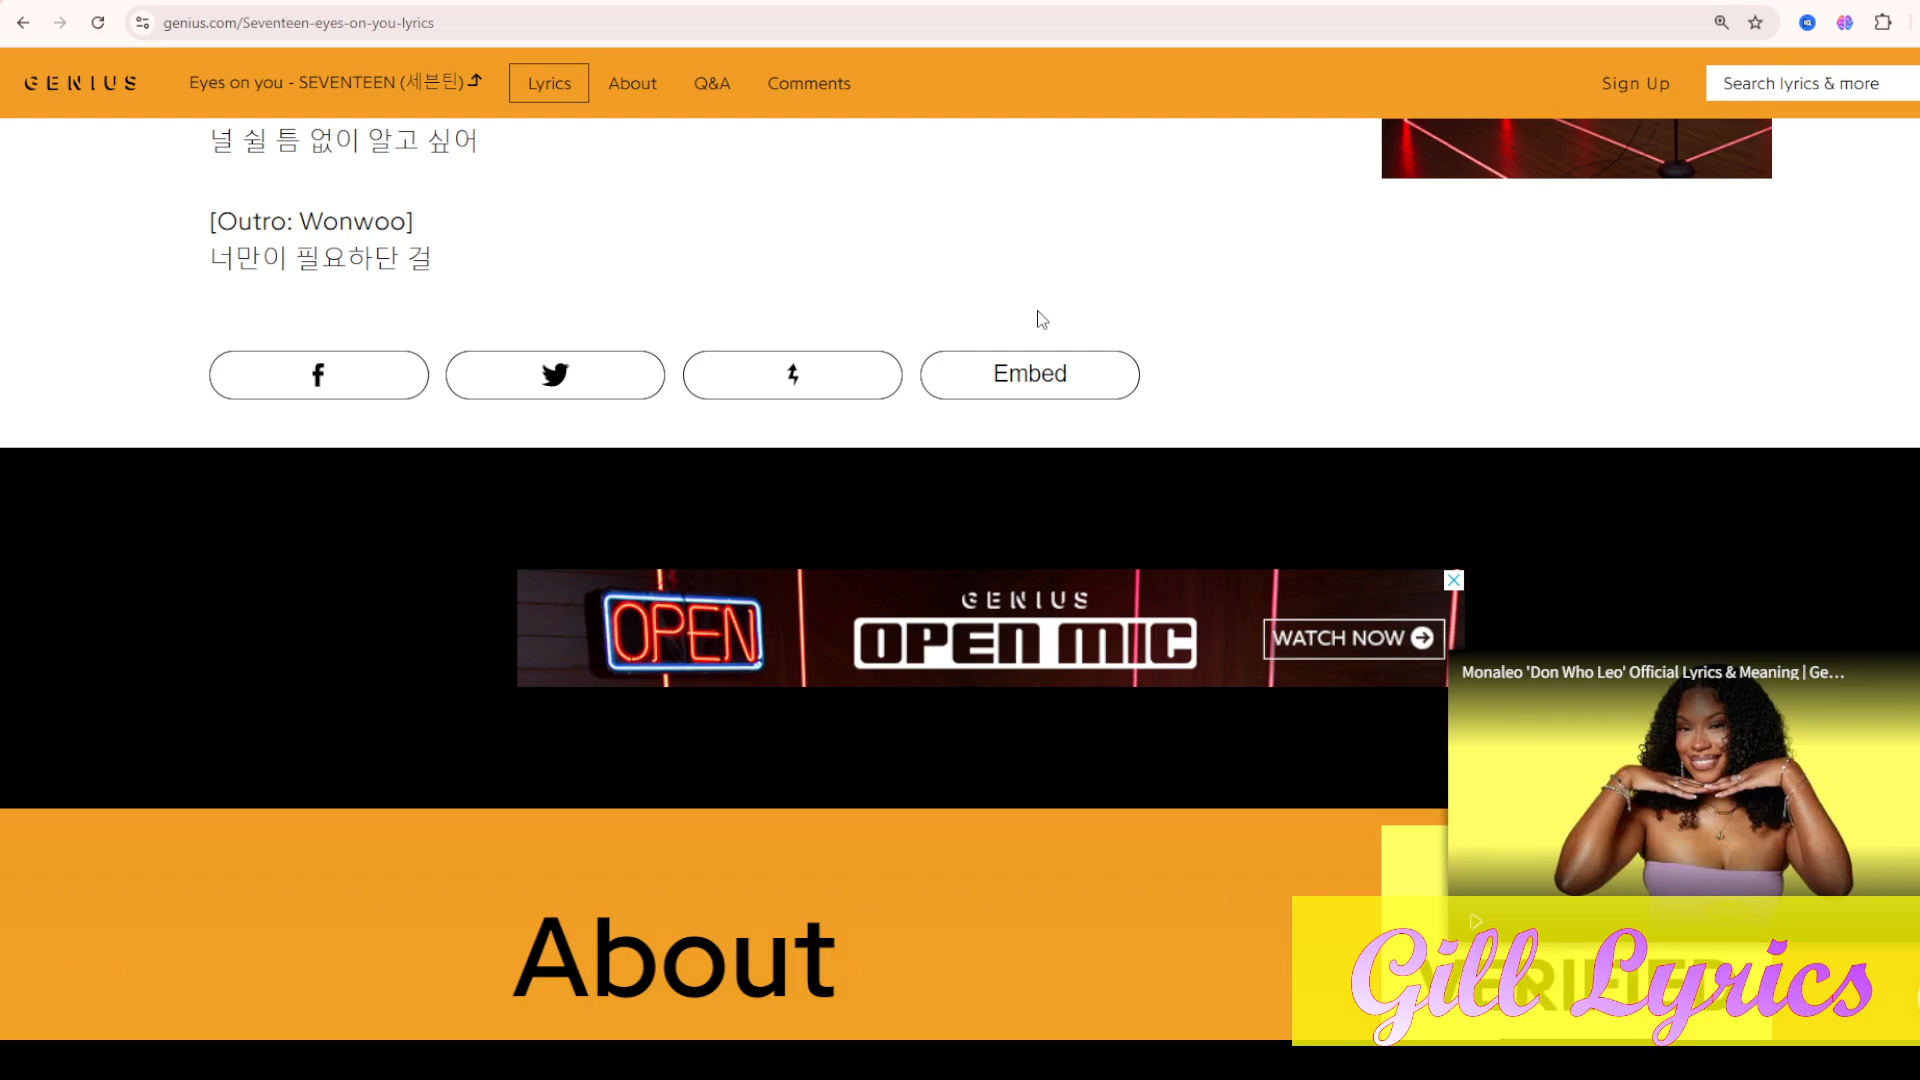 genius.com/Seventeen-eyes-on-you-lyrics
GENIUS
Eyes on you - SEVENTEEN (세븐틴)
Lyrics
About
Q&A
Comments
Sign Up
Search lyrics & more
널 쉴 틈 없이 알고 싶어
[Outro: Wonwoo]
너만이 필요하단 걸
Embed
OPEN
GENIUS
OPEN MIC
WATCH NOW
Monaleo 'Don Who Leo' Official Lyrics & Meaning | Ge...
About
VERIFIED
Gill Lyrics